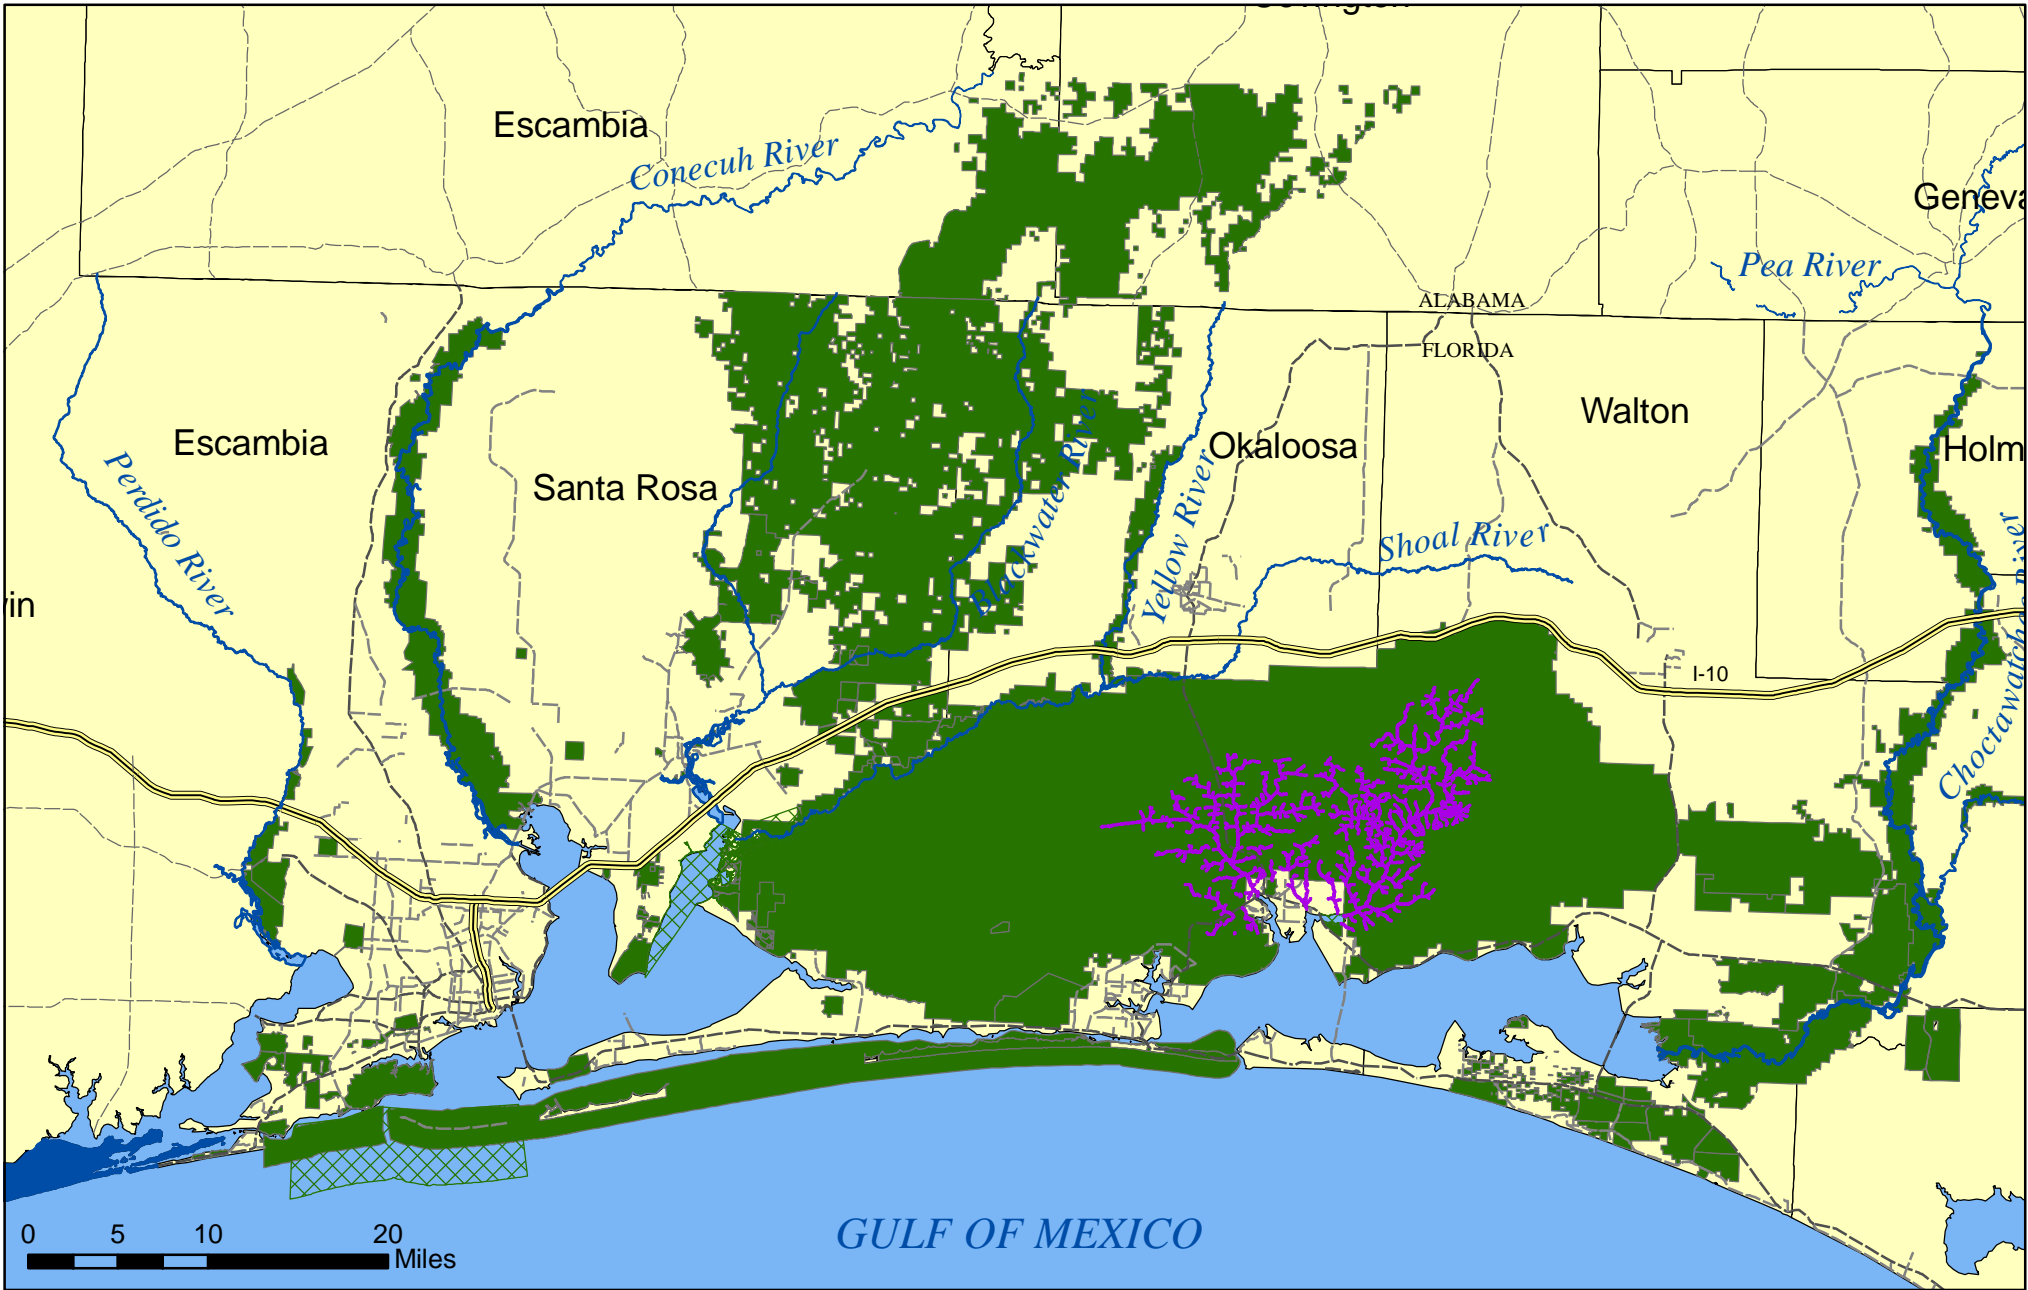 Escambia
Conecuh River
Geneva
Pea River
ALABAMA
FLORIDA
Escambia
Santa Rosa
Okaloosa
Walton
Holm
Perdido River
Blackwater River
Yellow River
Shoal River
in
I-10
Choctawatchee River
GULF OF MEXICO
0 5 10 20
Miles